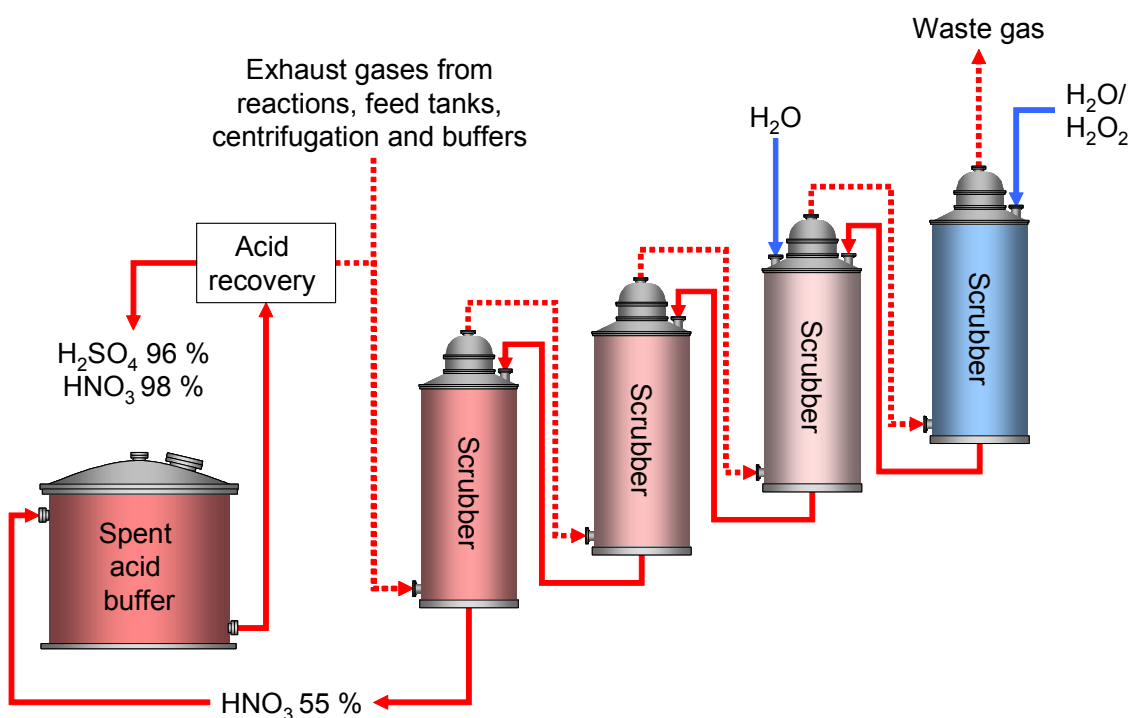 Waste gas
Exhaust gases from
reactions, feed tanks,
centrifugation and buffers
H₂O
H₂O/
H₂O₂
Acid
recovery
H₂SO₄ 96 %
HNO₃ 98 %
Scrubber
Scrubber
Scrubber
Scrubber
Spent
acid
buffer
HNO₃ 55 %